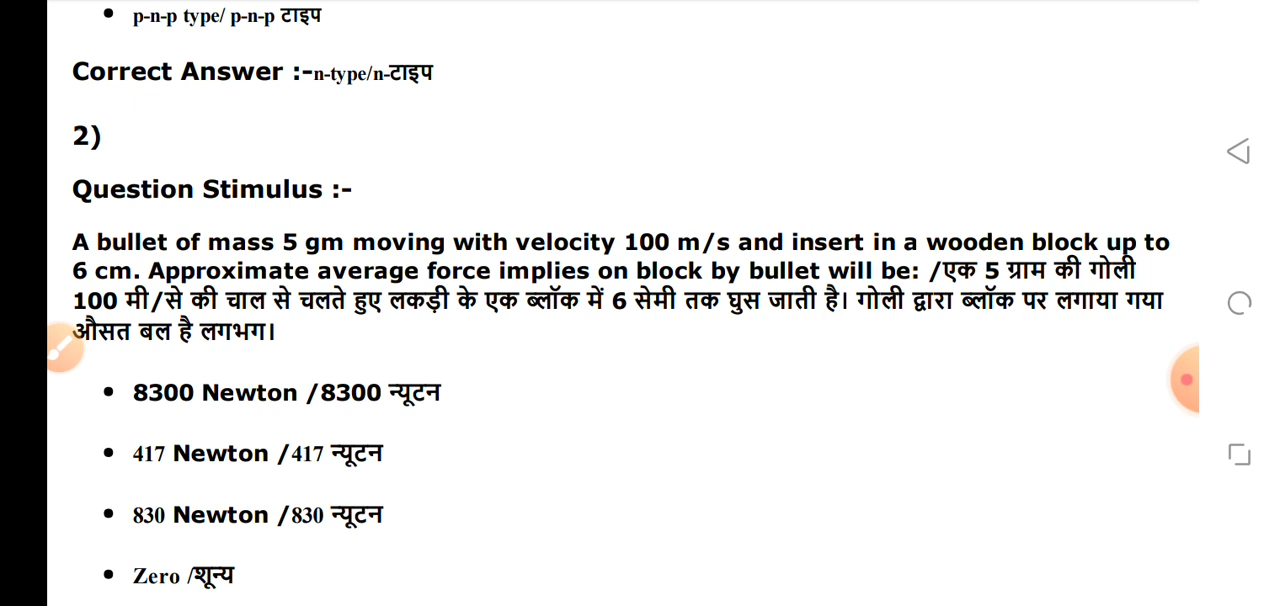 • p-n-p type/ p-n-p टाइप
Correct Answer :-n-type/n-टाइप
2)
Question Stimulus :-
A bullet of mass 5 gm moving with velocity 100 m/s and insert in a wooden block up to
6 cm. Approximate average force implies on block by bullet will be: /एक 5 ग्राम की गोली
100 मी/से की चाल से चलते हुए लकड़ी के एक ब्लॉक में 6 सेमी तक घुस जाती है। गोली द्वारा ब्लॉक पर लगाया गया
औसत बल है लगभग।
• 8300 Newton /8300 न्यूटन
• 417 Newton /417 न्यूटन
• 830 Newton /830 न्यूटन
• Zero /शून्य